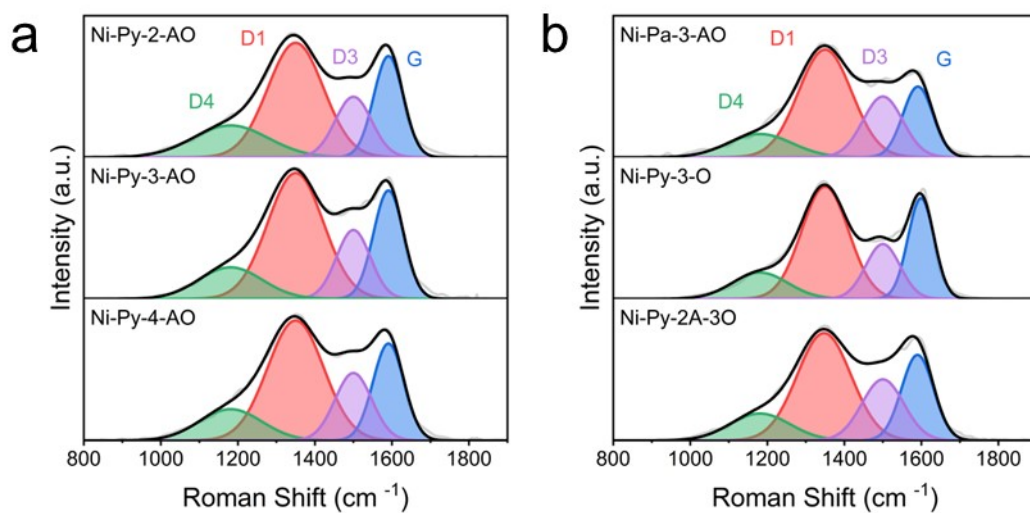 a
Ni-Py-2-AO
D1
D3
G
D4
Ni-Py-3-AO
Ni-Py-4-AO
Intensity (a.u.)
800 1000 1200 1400 1600 1800
Roman Shift (cm -1)
b
Ni-Pa-3-AO
D1
D3
G
D4
Ni-Py-3-O
Ni-Py-2A-3O
Intensity (a.u.)
800 1000 1200 1400 1600 1800
Roman Shift (cm -1)